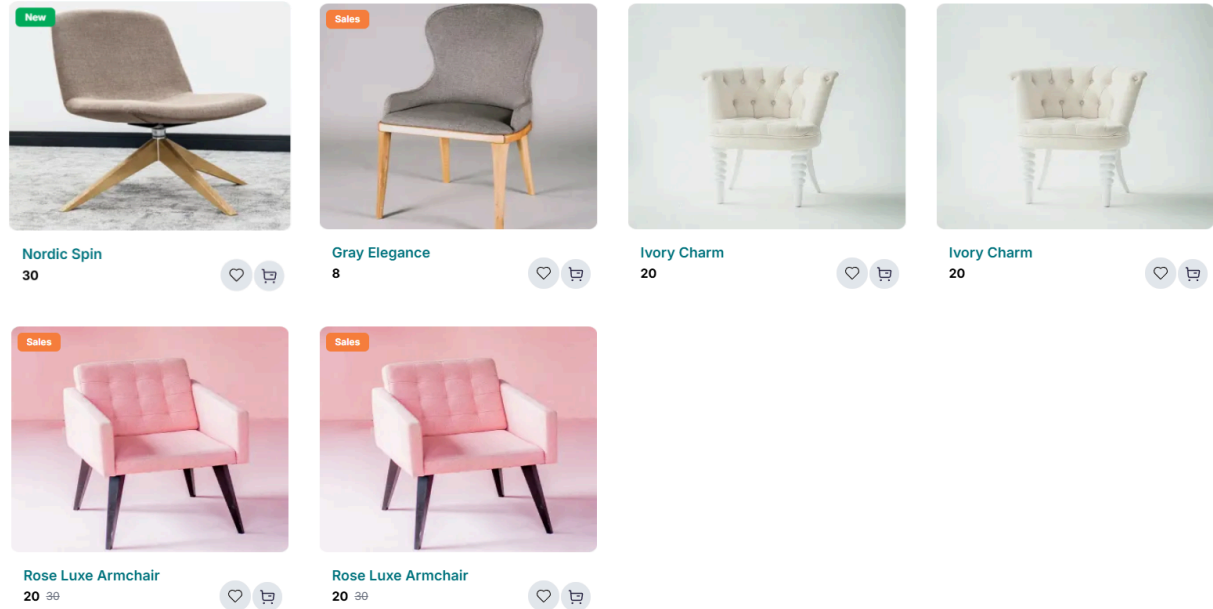 New
Nordic Spin
30
Sales
Gray Elegance
8
Ivory Charm
20
Ivory Charm
20
Sales
Rose Luxe Armchair
20 30
Sales
Rose Luxe Armchair
20 30